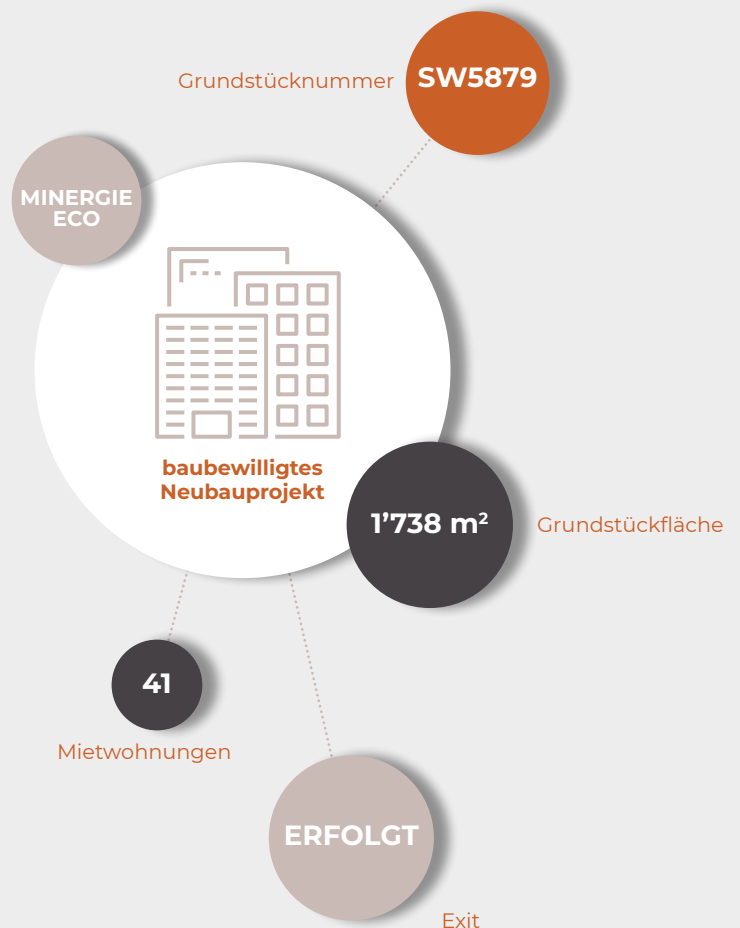 Grundstücknummer
SW5879
MINERGIE
ECO
baubewilligtes
Neubauprojekt
1’738 m²
Grundstückfläche
41
Mietwohnungen
ERFOLGT
Exit